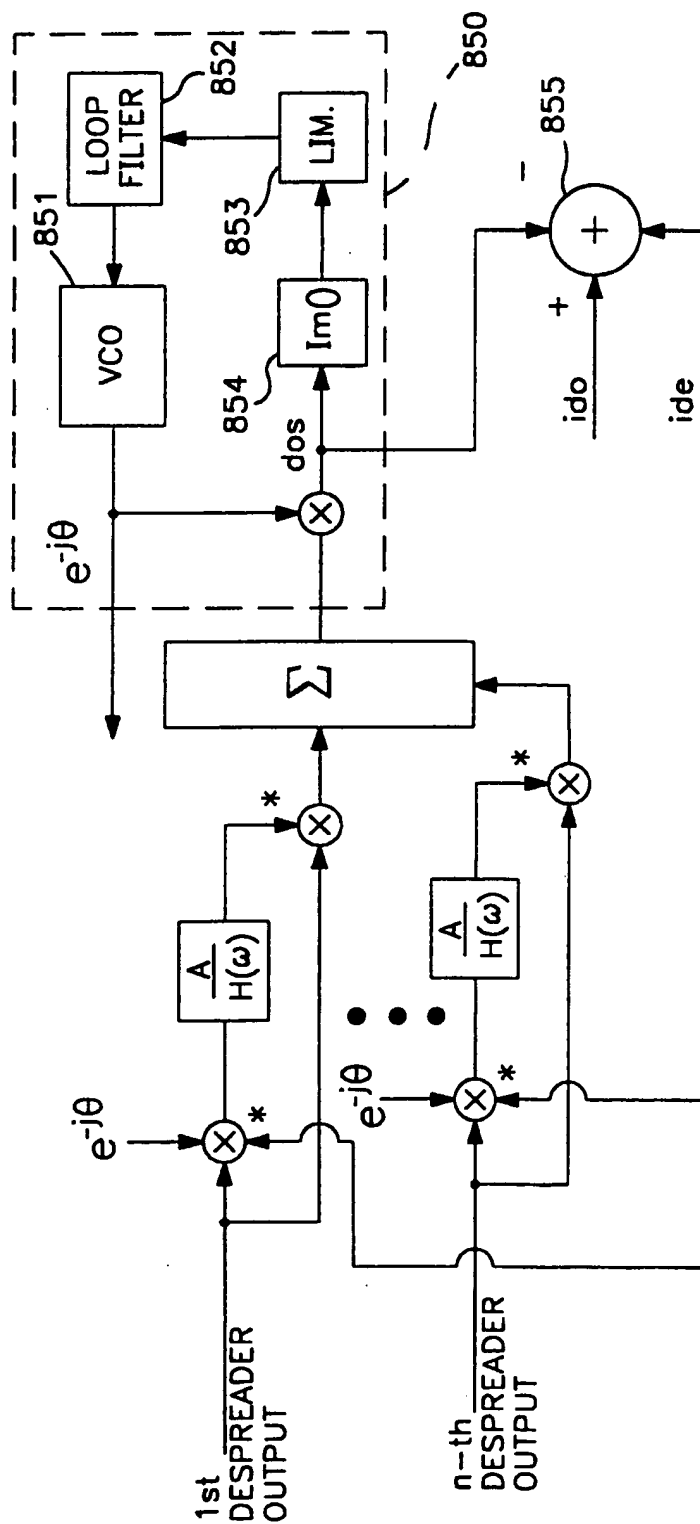 1st
DESPREADER
OUTPUT
n-th
DESPREADER
OUTPUT
e^-jθ
*
A
H(ω)
*
e^-jθ
*
A
H(ω)
*
Σ
e^-jθ
VCO
851
LOOP
FILTER
852
LIM.
853
Im()
854
dos
850
855
-
+
+
ido
ide